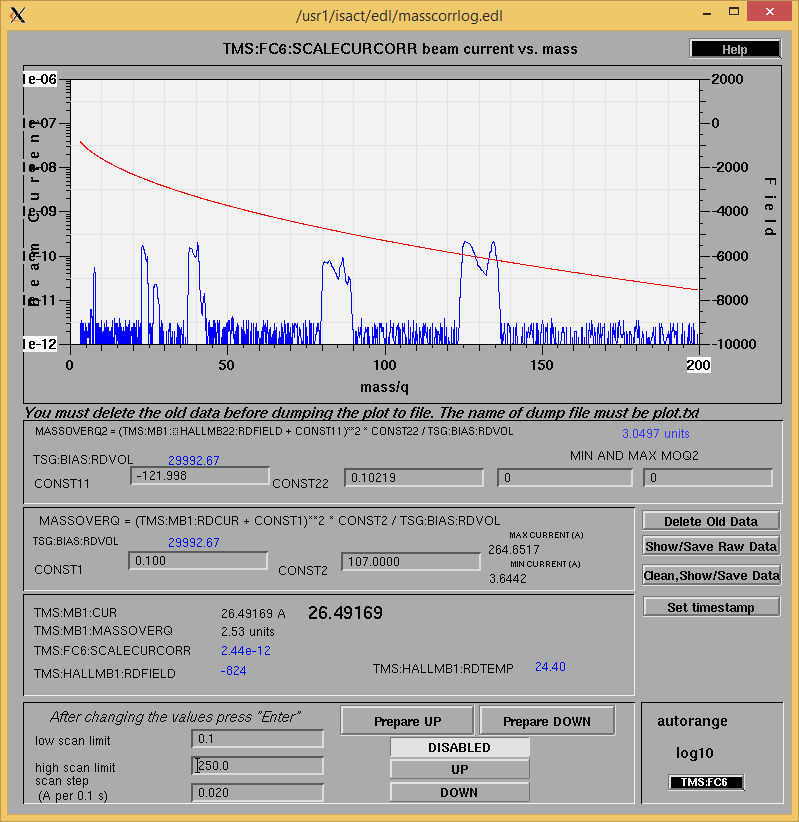 /usr1/isact/edl/masscorrlog.edl
TMS:FC6:SCALECURCORR beam current vs. mass
Help
1e-06
1e-07
1e-08
1e-09
1e-10
1e-11
1e-12
Beam Current
2000
0
-2000
-4000
-6000
-8000
-10000
Field
0 50 100 150 200
mass/q
You must delete the old data before dumping the plot to file. The name of dump file must be plot.txt
MASSOVERQ2 = (TMS:MB1:□HALLMB22:RDFIELD + CONST11)**2 * CONST22 / TSG:BIAS:RDVOL
3.0497 units
TSG:BIAS:RDVOL 29992.67 MIN AND MAX MOQ2
CONST11 -121.998 CONST22 0.10219 0 0
MASSOVERQ = (TMS:MB1:RDCUR + CONST1)**2 * CONST2 / TSG:BIAS:RDVOL
TSG:BIAS:RDVOL 29992.67
MAX CURRENT (A)
264.6517
CONST1 0.100 CONST2 107.0000
MIN CURRENT (A)
3.6442
Delete Old Data
Show/Save Raw Data
Clean,Show/Save Data
Set timestamp
TMS:MB1:CUR 26.49169 A 26.49169
TMS:MB1:MASSOVERQ 2.53 units
TMS:FC6:SCALECURCORR 2.44e-12
TMS:HALLMB1:RDFIELD -824 TMS:HALLMB1:RDTEMP 24.40
After changing the values press "Enter"
low scan limit 0.1
high scan limit 250.0
scan step
(A per 0.1 s) 0.020
Prepare UP Prepare DOWN
DISABLED
UP
DOWN
autorange
log10
TMS:FC6